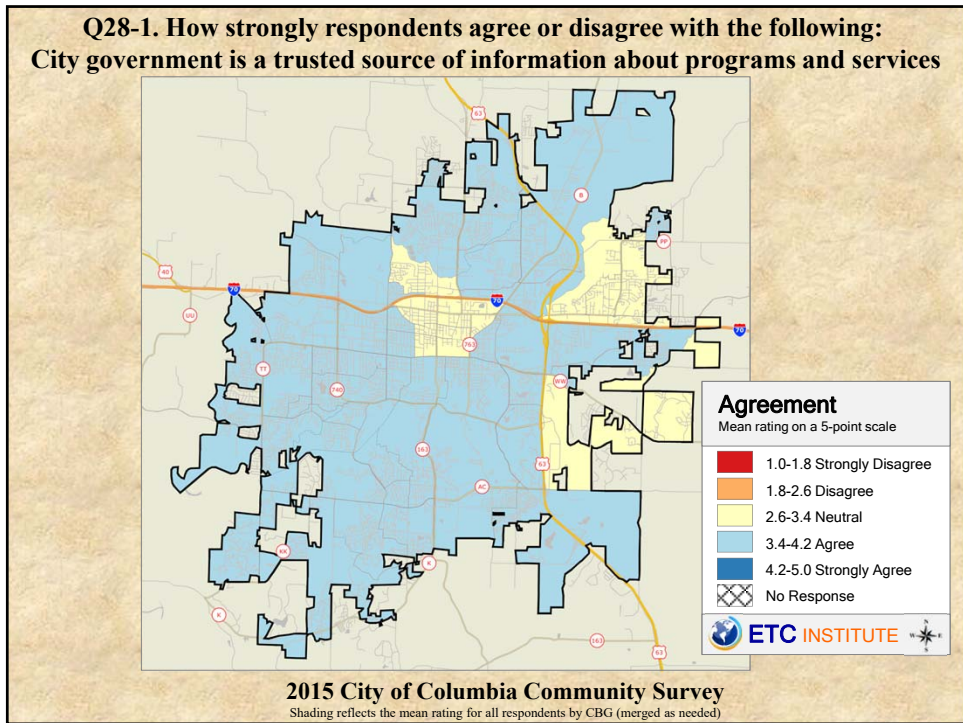 Q28-1. How strongly respondents agree or disagree with the following:
City government is a trusted source of information about programs and services
63
B
PP
40
70
UU
70
70
763
TT
740
WW
163
63
AC
KK
K
K
163
63
Agreement
Mean rating on a 5-point scale
1.0-1.8 Strongly Disagree
1.8-2.6 Disagree
2.6-3.4 Neutral
3.4-4.2 Agree
4.2-5.0 Strongly Agree
No Response
ETC INSTITUTE
N
W E
S
2015 City of Columbia Community Survey
Shading reflects the mean rating for all respondents by CBG (merged as needed)